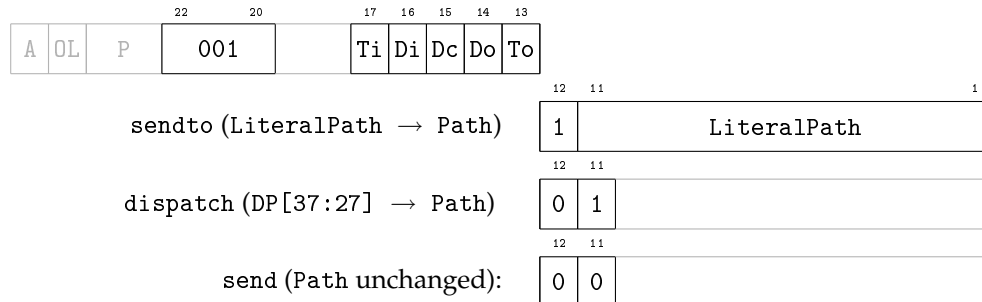 22 20 17 16 15 14 13
A OL P 001 Ti Di Dc Do To
12 11 1
sendto (LiteralPath → Path) 1 LiteralPath
12 11
dispatch (DP[37:27] → Path) 0 1
12 11
send (Path unchanged): 0 0